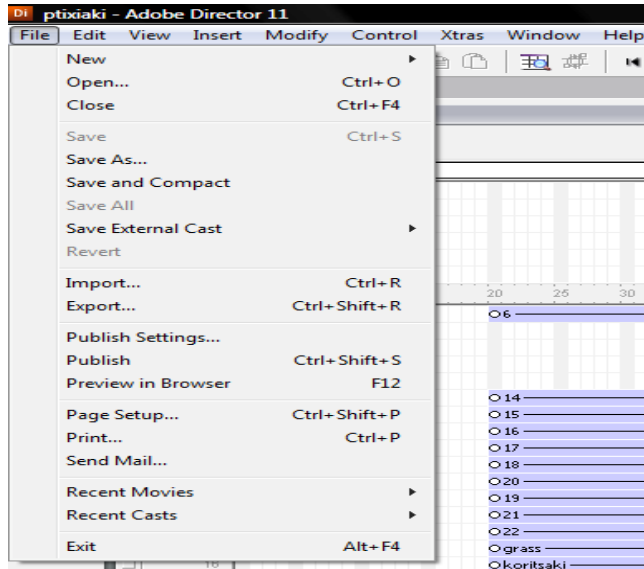 Di ptixiaki - Adobe Director 11
File Edit View Insert Modify Control Xtras Window Help
New
Open... Ctrl+O
Close Ctrl+F4
Save Ctrl+S
Save As...
Save and Compact
Save All
Save External Cast
Revert
Import... Ctrl+R
Export... Ctrl+Shift+R
Publish Settings...
Publish Ctrl+Shift+S
Preview in Browser F12
Page Setup... Ctrl+Shift+P
Print... Ctrl+P
Send Mail...
Recent Movies
Recent Casts
Exit Alt+F4
20 25 30
6
14
15
16
17
18
20
19
21
22
grass
koritsaki
16